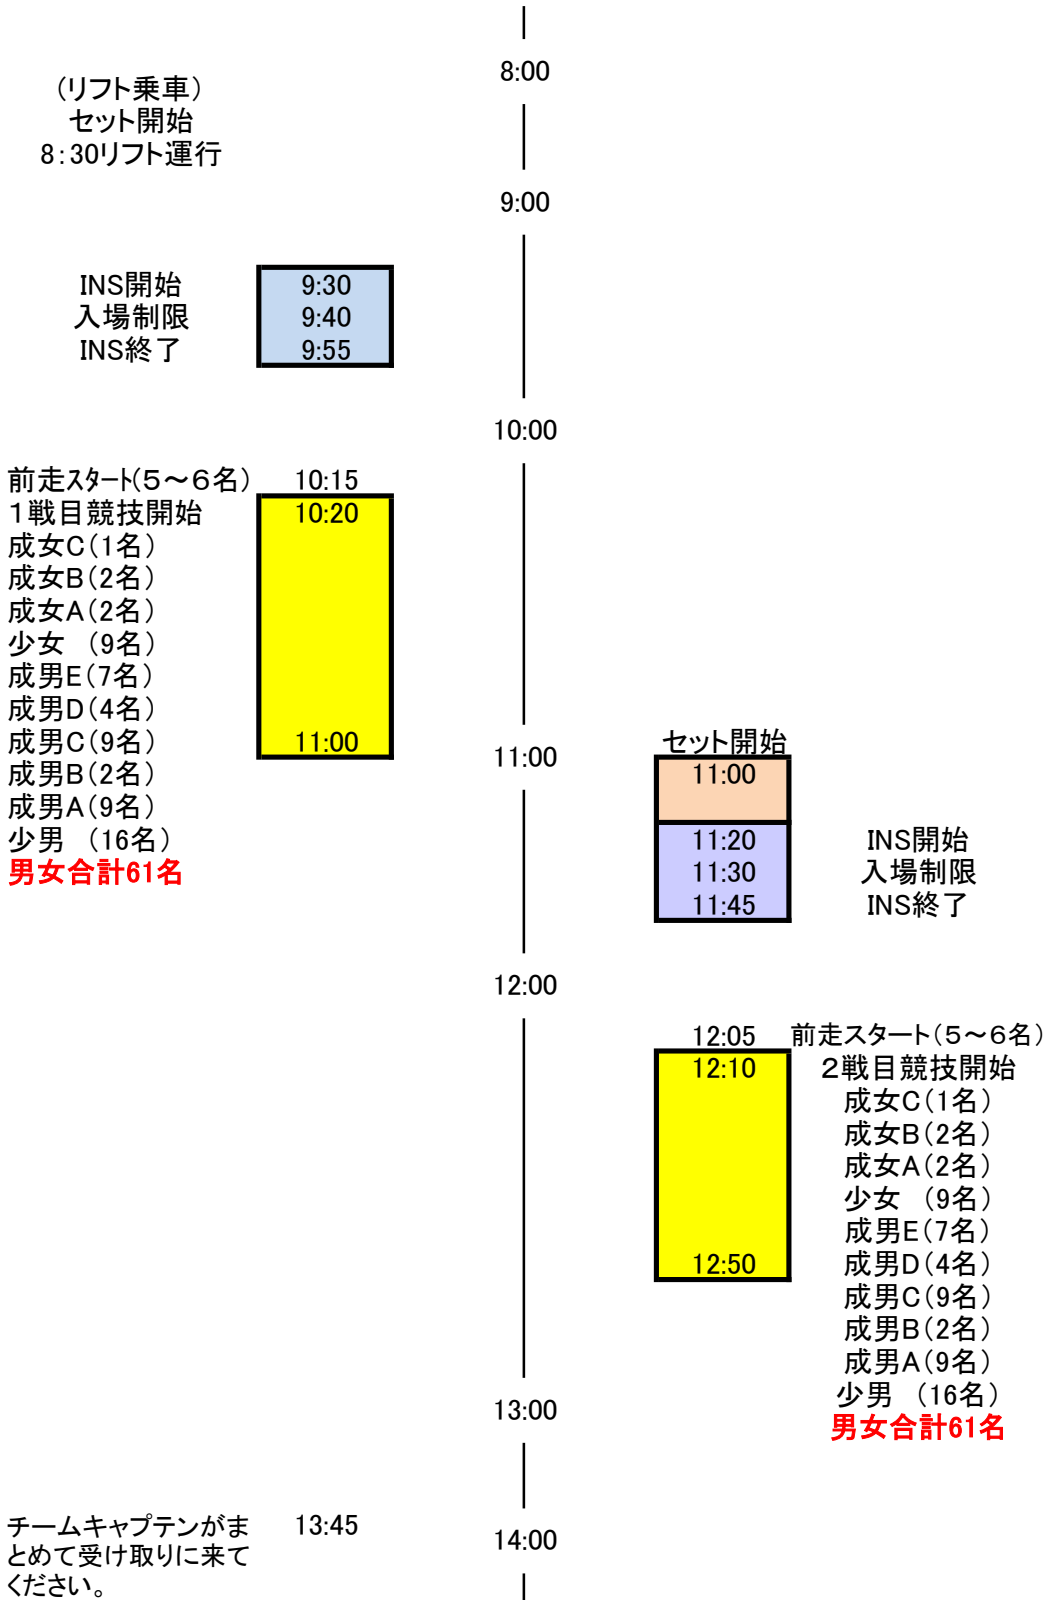 8:00
（リフト乗車）
セット開始
8：30リフト運行
9:00
INS開始 9:30
入場制限 9:40
INS終了 9:55
10:00
前走スタート(５～６名) 10:15
１戦目競技開始 10:20
成女C（1名）
成女B（2名）
成女A（2名）
少女　（9名）
成男E（7名）
成男D（4名）
成男C（9名） 11:00
成男B（2名）
成男A（9名）
少男　（16名）
男女合計61名
11:00
セット開始
11:00
11:20 INS開始
11:30 入場制限
11:45 INS終了
12:00
12:05 前走スタート（５～６名）
12:10 ２戦目競技開始
成女C（1名）
成女B（2名）
成女A（2名）
少女　（9名）
成男E（7名）
12:50 成男D（4名）
成男C（9名）
成男B（2名）
成男A（9名）
少男　（16名）
男女合計61名
13:00
チームキャプテンがま 13:45
とめて受け取りに来て
ください。
14:00